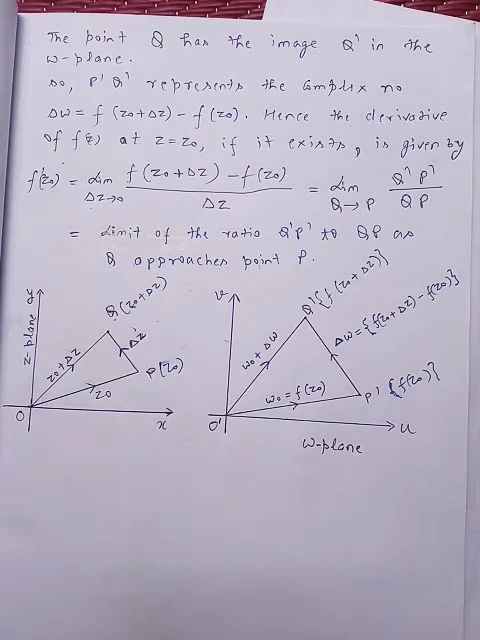 The point Q has the image Q' in the
w-plane.
so, P'Q' represents the complex no
Δw = f(z0+Δz) - f(z0). Hence the derivative
of f(z) at z=z0, if it exists, is given by
f'(z0) = lim Δz→0 f(z0+Δz) - f(z0) / Δz = lim Q→P Q'P' / QP
= Limit of the ratio Q'P' to QP as
Q approaches point P.
z-plane
Q(z0+Δz)
z0+Δz
Δz
P(z0)
z0
O
x
v
Q'{f(z0+Δz)}
w0+Δw
Δw={f(z0+Δz)-f(z0)}
w0=f(z0)
P' {f(z0)}
O'
u
w-plane